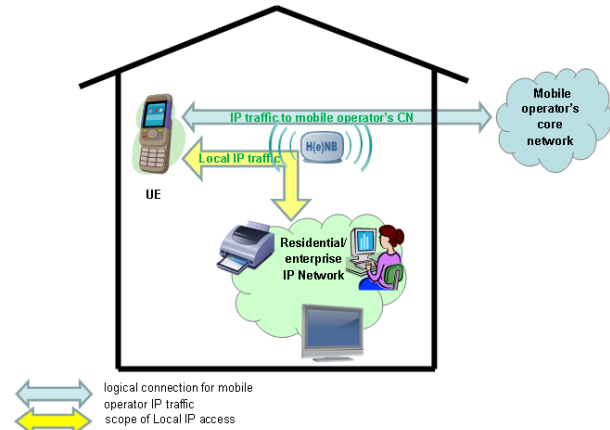 Mobile
operator's
core
network
IP traffic to mobile operator's CN
H(e)NB
Local IP traffic
UE
Residential/
enterprise
IP Network
logical connection for mobile
operator IP traffic
scope of Local IP access